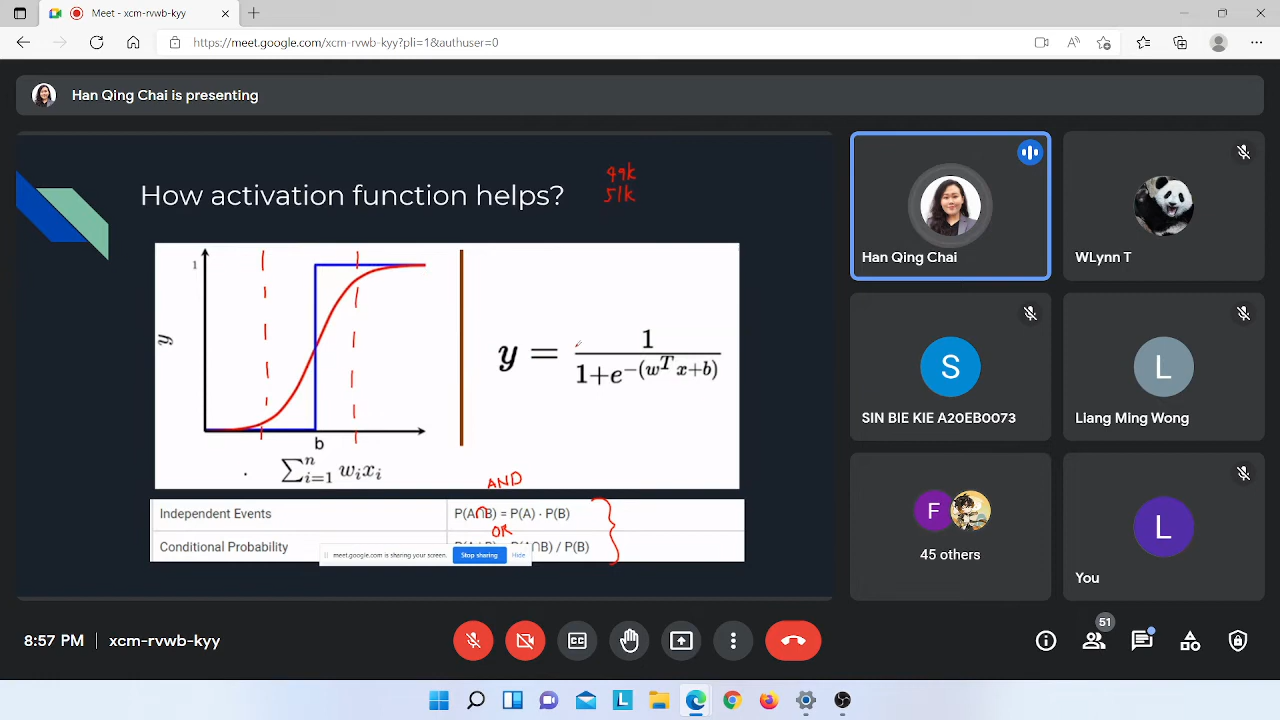 Meet - xcm-rvwb-kyy
https://meet.google.com/xcm-rvwb-kyy?pli=1&authuser=0
Han Qing Chai is presenting
How activation function helps?
49k
51k
1
y
b
∑ⁿᵢ₌₁ wᵢxᵢ
y = 1 / (1+e^−(wᵀx+b))
AND
Independent Events
P(A∩B) = P(A) · P(B)
OR
Conditional Probability
A∩B) / P(B)
meet.google.com is sharing your screen.
Stop sharing
Hide
Han Qing Chai
WLynn T
S
SIN BIE KIE A20EB0073
L
Liang Ming Wong
F
45 others
L
You
8:57 PM
xcm-rvwb-kyy
51